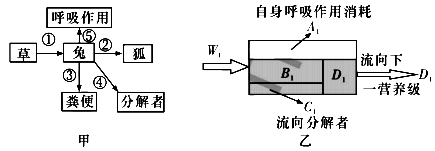 呼吸作用
⑤
草 ① 兔 ② 狐
③ ④
粪便 分解者
甲
自身呼吸作用消耗
A₁
W₁
B₁ D₁ 流向下一营养级 D₁
C₁
流向分解者
乙